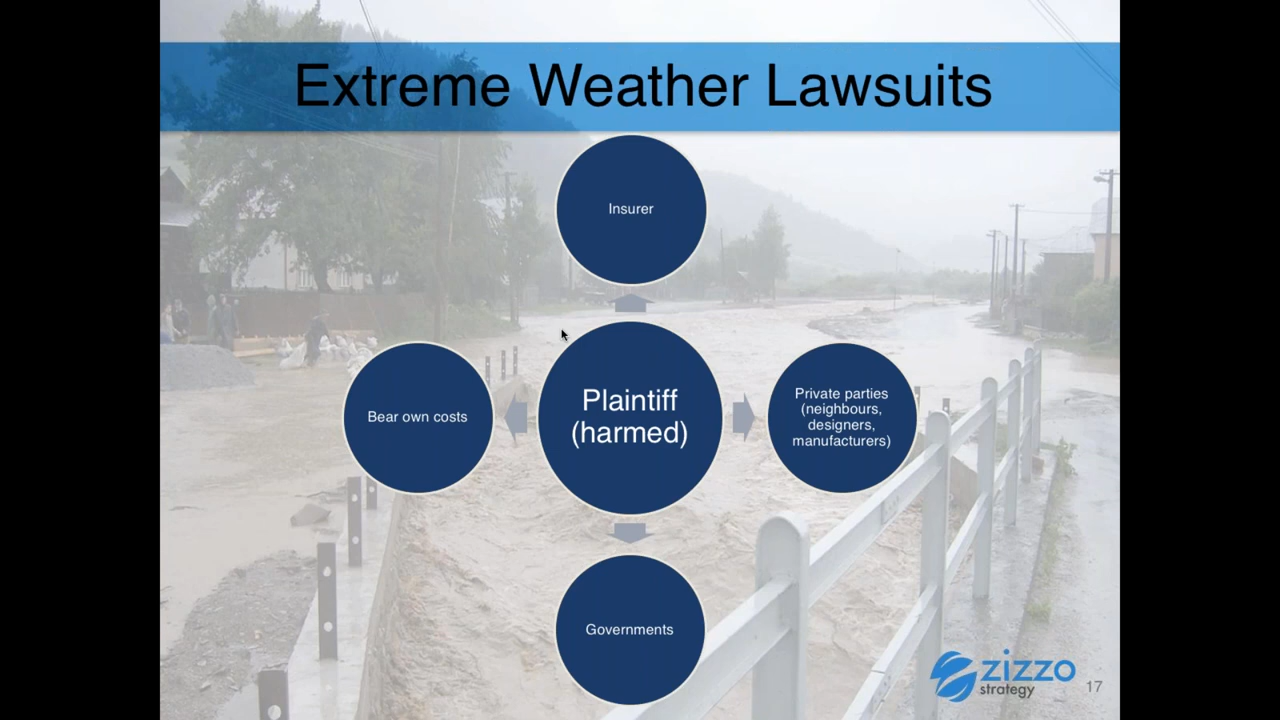 Extreme Weather Lawsuits
Insurer
Bear own costs
Plaintiff
(harmed)
Private parties
(neighbours,
designers,
manufacturers)
Governments
zizzo
strategy
17